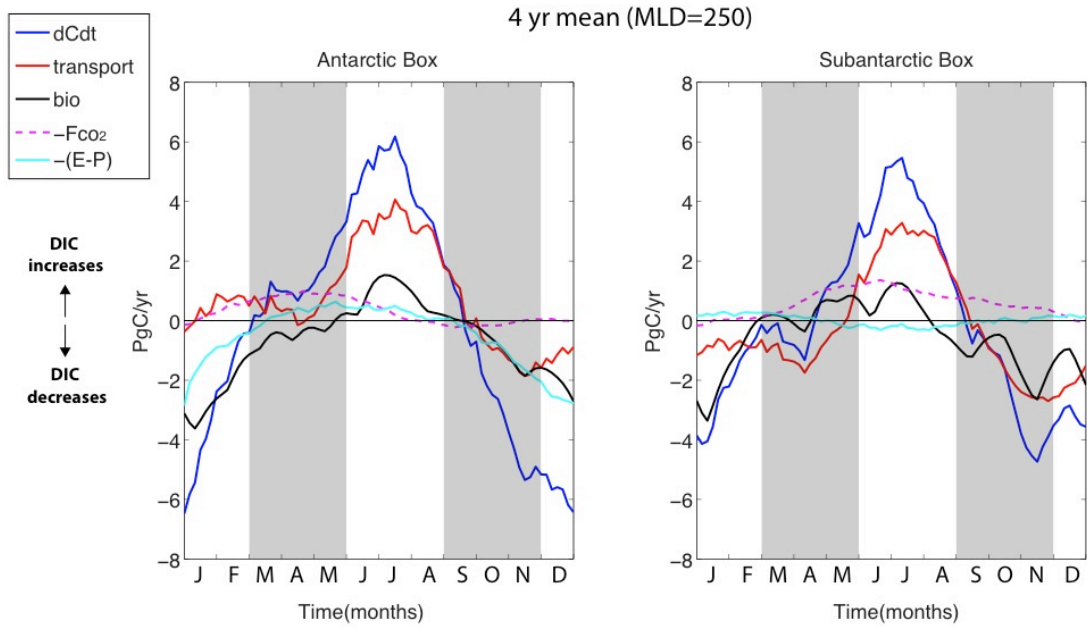 4 yr mean (MLD=250)
dCdt
transport
bio
-Fco₂
-(E-P)
DIC
increases
DIC
decreases
Antarctic Box
PgC/yr
8
6
4
2
0
−2
−4
−6
−8
J F M A M J J A S O N D
Time(months)
Subantarctic Box
PgC/yr
8
6
4
2
0
−2
−4
−6
−8
J F M A M J J A S O N D
Time(months)